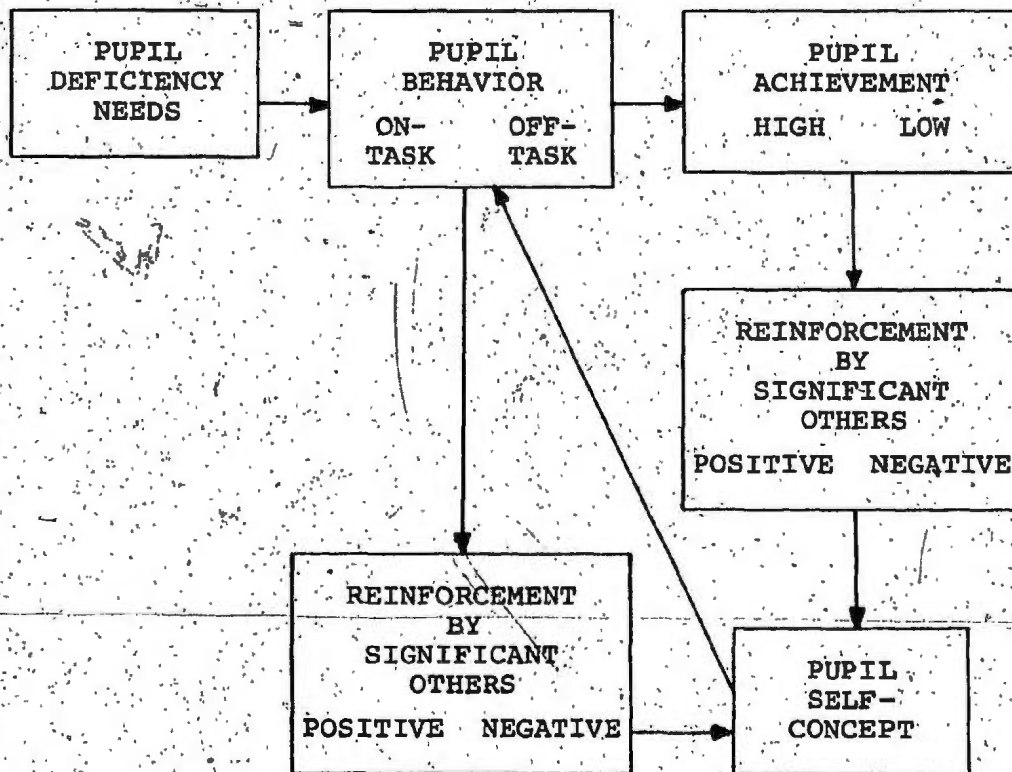 PUPIL
DEFICIENCY
NEEDS
PUPIL
BEHAVIOR
ON- OFF-
TASK TASK
PUPIL
ACHIEVEMENT
HIGH LOW
REINFORCEMENT
BY
SIGNIFICANT
OTHERS
POSITIVE NEGATIVE
REINFORCEMENT
BY
SIGNIFICANT
OTHERS
POSITIVE NEGATIVE
PUPIL
SELF-
CONCEPT